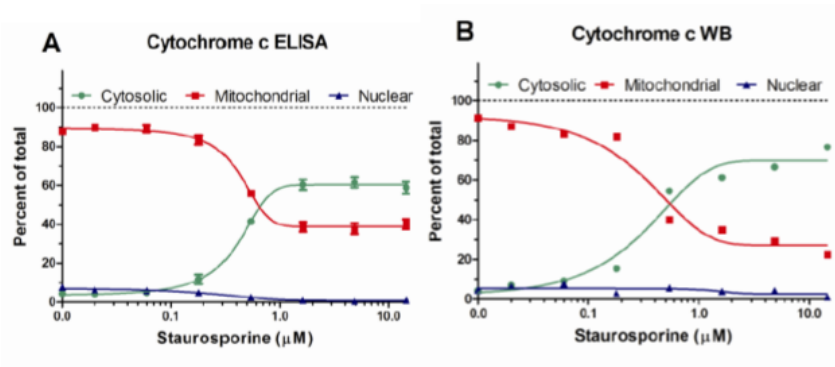 A
Cytochrome c ELISA
Cytosolic Mitochondrial Nuclear
100
80
60
40
20
0
Percent of total
0.0 0.1 1.0 10.0
Staurosporine (μM)
B
Cytochrome c WB
Cytosolic Mitochondrial Nuclear
100
80
60
40
20
0
Percent of total
0.0 0.1 1.0 10.0
Staurosporine (μM)